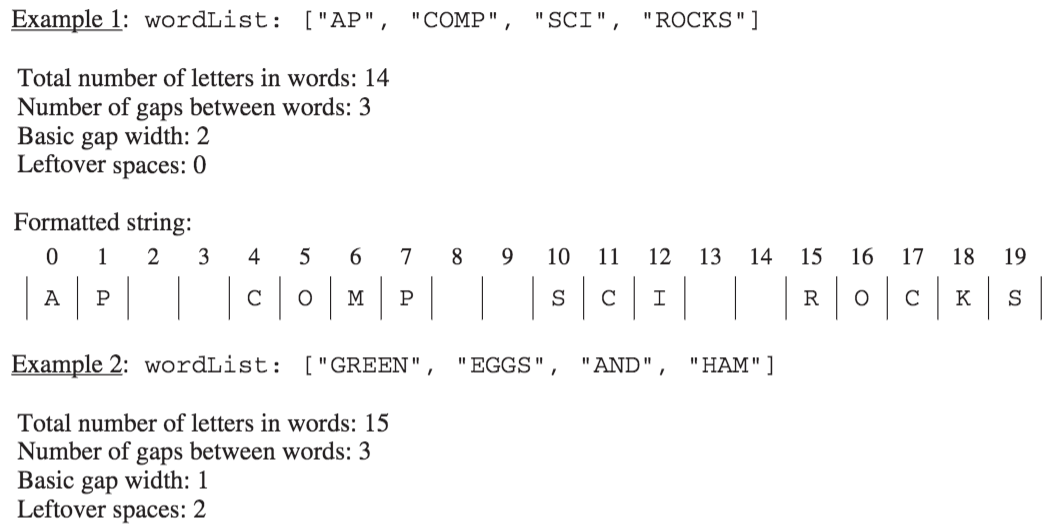 Example 1: wordList: ["AP", "COMP", "SCI", "ROCKS"]
Total number of letters in words: 14
Number of gaps between words: 3
Basic gap width: 2
Leftover spaces: 0
Formatted string:
0 1 2 3 4 5 6 7 8 9 10 11 12 13 14 15 16 17 18 19
A P C O M P S C I R O C K S
Example 2: wordList: ["GREEN", "EGGS", "AND", "HAM"]
Total number of letters in words: 15
Number of gaps between words: 3
Basic gap width: 1
Leftover spaces: 2